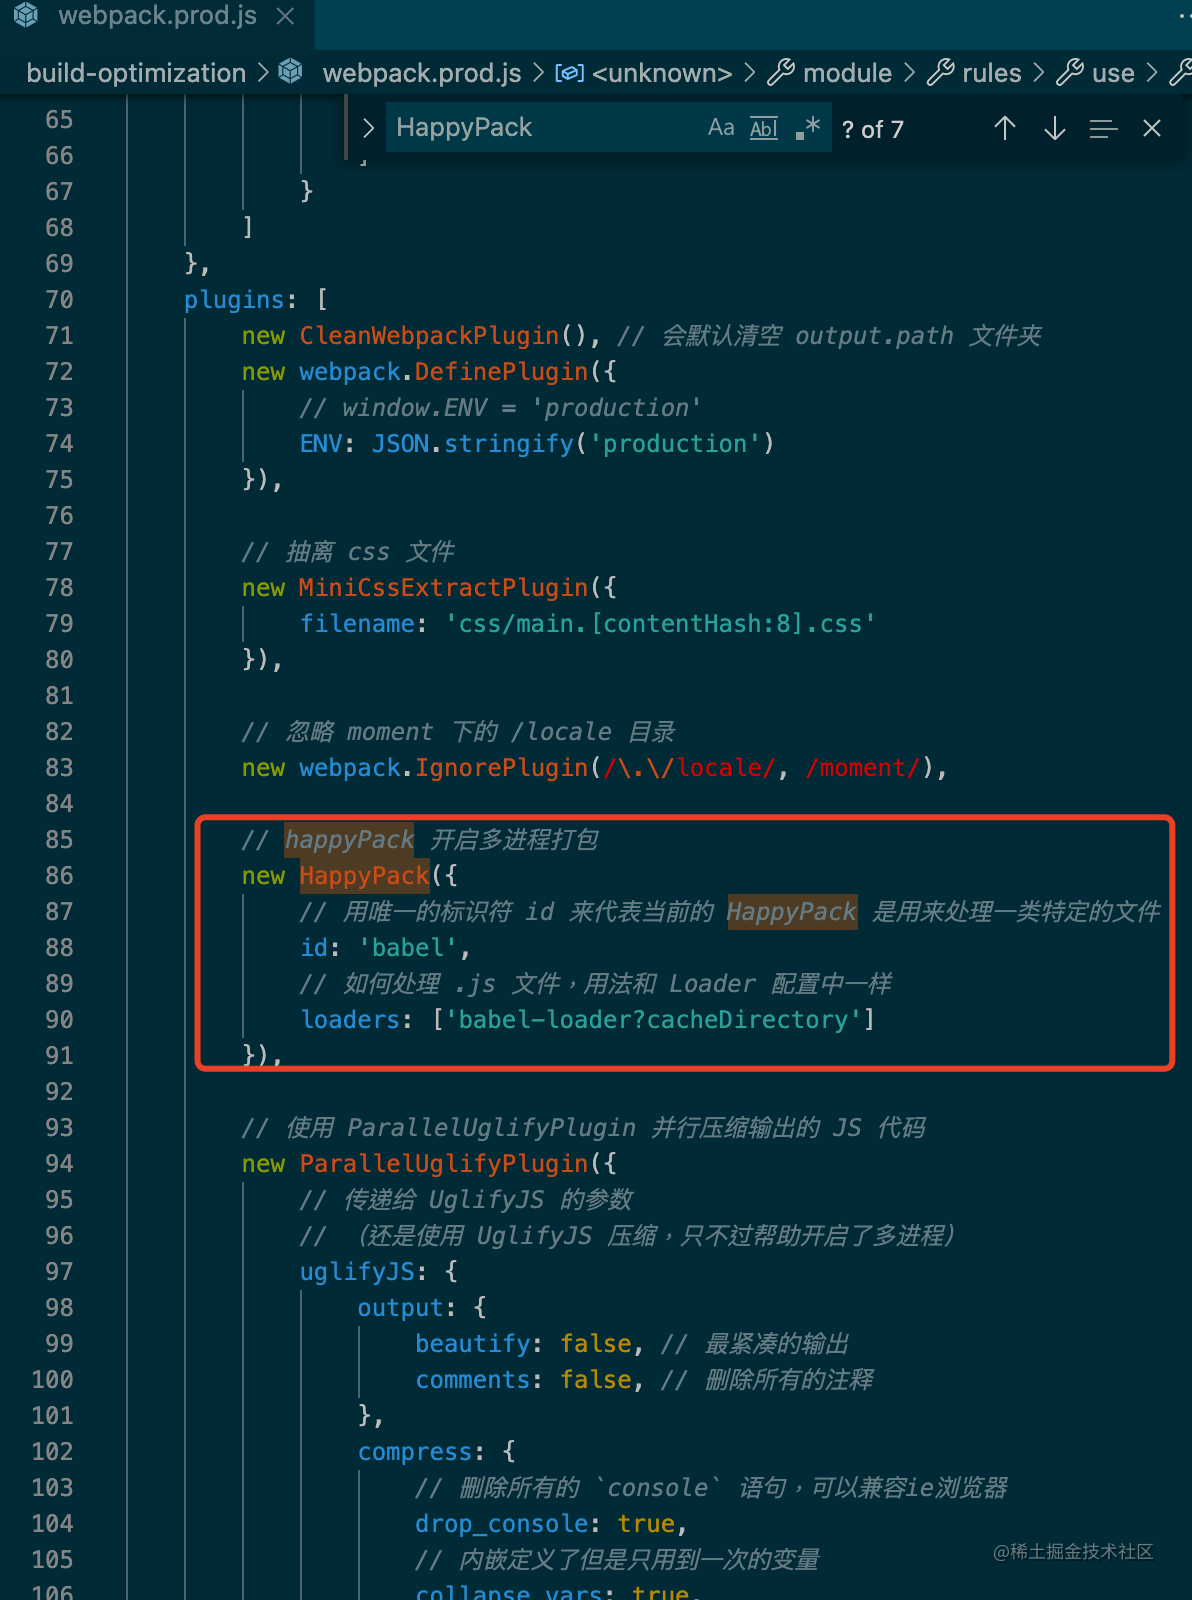 webpack.prod.js
build-optimization > webpack.prod.js > <unknown> > module > rules > use >
HappyPack Aa Abl .* ? of 7
65
66 ]
67 }
68 ]
69 },
70 plugins: [
71 new CleanWebpackPlugin(), // 会默认清空 output.path 文件夹
72 new webpack.DefinePlugin({
73 // window.ENV = 'production'
74 ENV: JSON.stringify('production')
75 }),
76
77 // 抽离 css 文件
78 new MiniCssExtractPlugin({
79 filename: 'css/main.[contentHash:8].css'
80 }),
81
82 // 忽略 moment 下的 /locale 目录
83 new webpack.IgnorePlugin(/\.\/locale/, /moment/),
84
85 // happyPack 开启多进程打包
86 new HappyPack({
87 // 用唯一的标识符 id 来代表当前的 HappyPack 是用来处理一类特定的文件
88 id: 'babel',
89 // 如何处理 .js 文件，用法和 Loader 配置中一样
90 loaders: ['babel-loader?cacheDirectory']
91 }),
92
93 // 使用 ParallelUglifyPlugin 并行压缩输出的 JS 代码
94 new ParallelUglifyPlugin({
95 // 传递给 UglifyJS 的参数
96 // （还是使用 UglifyJS 压缩，只不过帮助开启了多进程）
97 uglifyJS: {
98 output: {
99 beautify: false, // 最紧凑的输出
100 comments: false, // 删除所有的注释
101 },
102 compress: {
103 // 删除所有的 `console` 语句，可以兼容ie浏览器
104 drop_console: true,
105 // 内嵌定义了但是只用到一次的变量
106 collapse_vars: true,
@稀土掘金技术社区